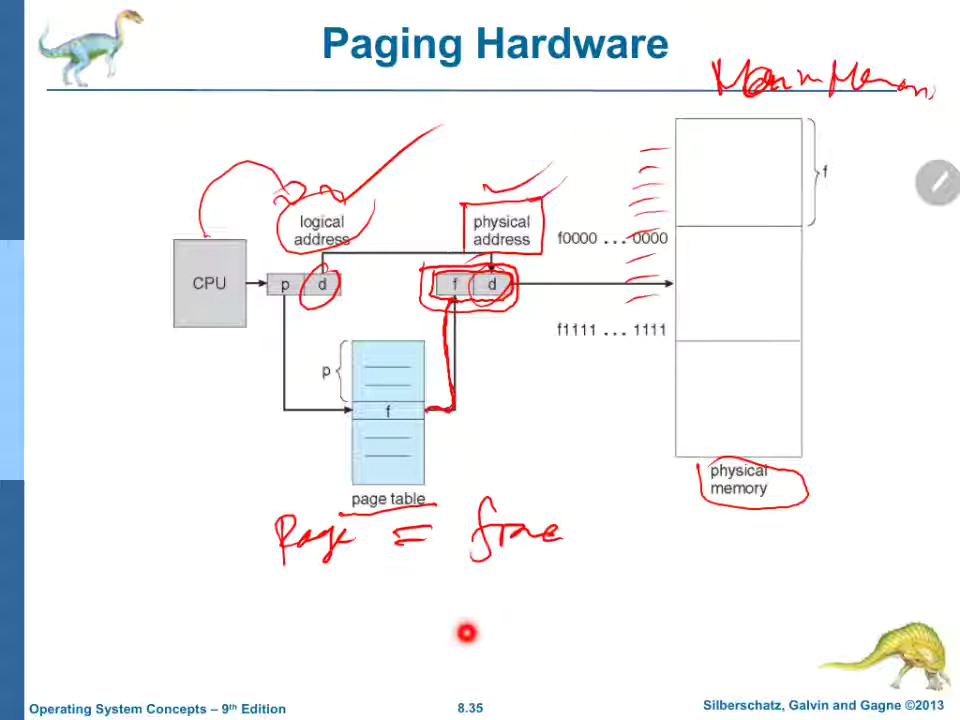 Paging Hardware
Main Memory
f
logical
address
physical
address
f0000 ... 0000
CPU
p d
f d
f1111 ... 1111
p
f
physical
memory
page table
Page = frame
Operating System Concepts – 9th Edition
8.35
Silberschatz, Galvin and Gagne ©2013